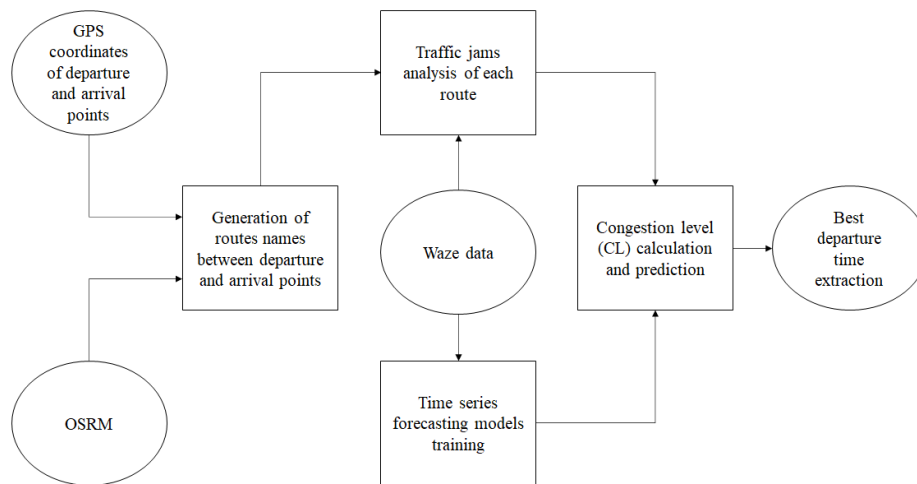 GPS
coordinates
of departure
and arrival
points
Traffic jams
analysis of each
route
Generation of
routes names
between departure
and arrival points
Waze data
Congestion level
(CL) calculation
and prediction
Best
departure
time
extraction
OSRM
Time series
forecasting models
training